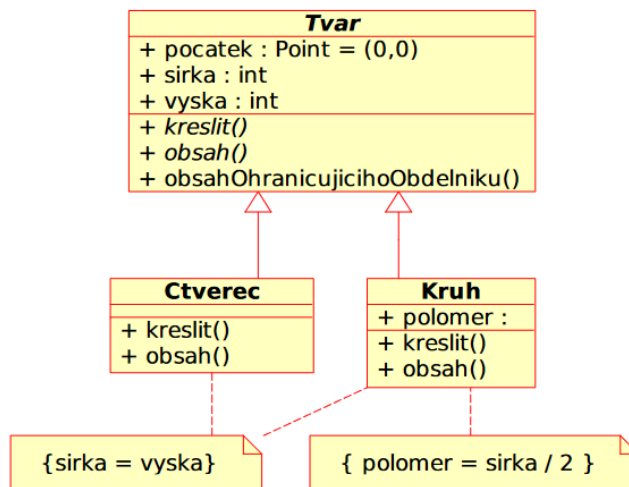 Tvar
+ pocatek : Point = (0,0)
+ sirka : int
+ vyska : int
+ kreslit()
+ obsah()
+ obsahOhranicujicihoObdelniku()
Ctverec
+ kreslit()
+ obsah()
Kruh
+ polomer :
+ kreslit()
+ obsah()
{sirka = vyska}
{ polomer = sirka / 2 }